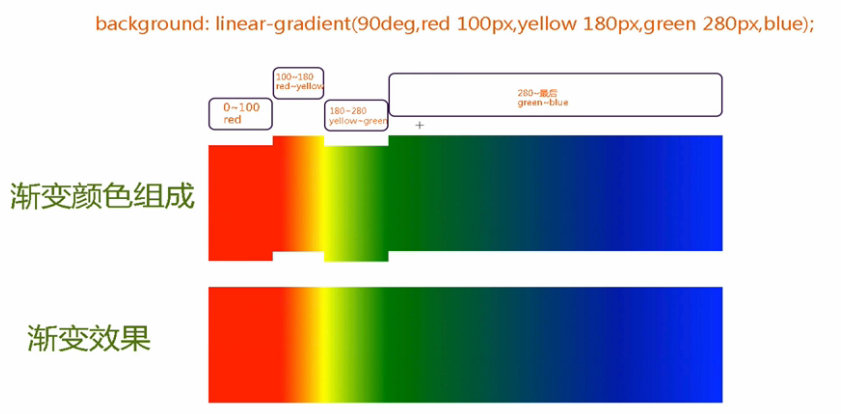 background: linear-gradient(90deg,red 100px,yellow 180px,green 280px,blue);
100~180
red~yellow
0~100
red
180~280
yellow~green
280~最后
green~blue
渐变颜色组成
渐变效果